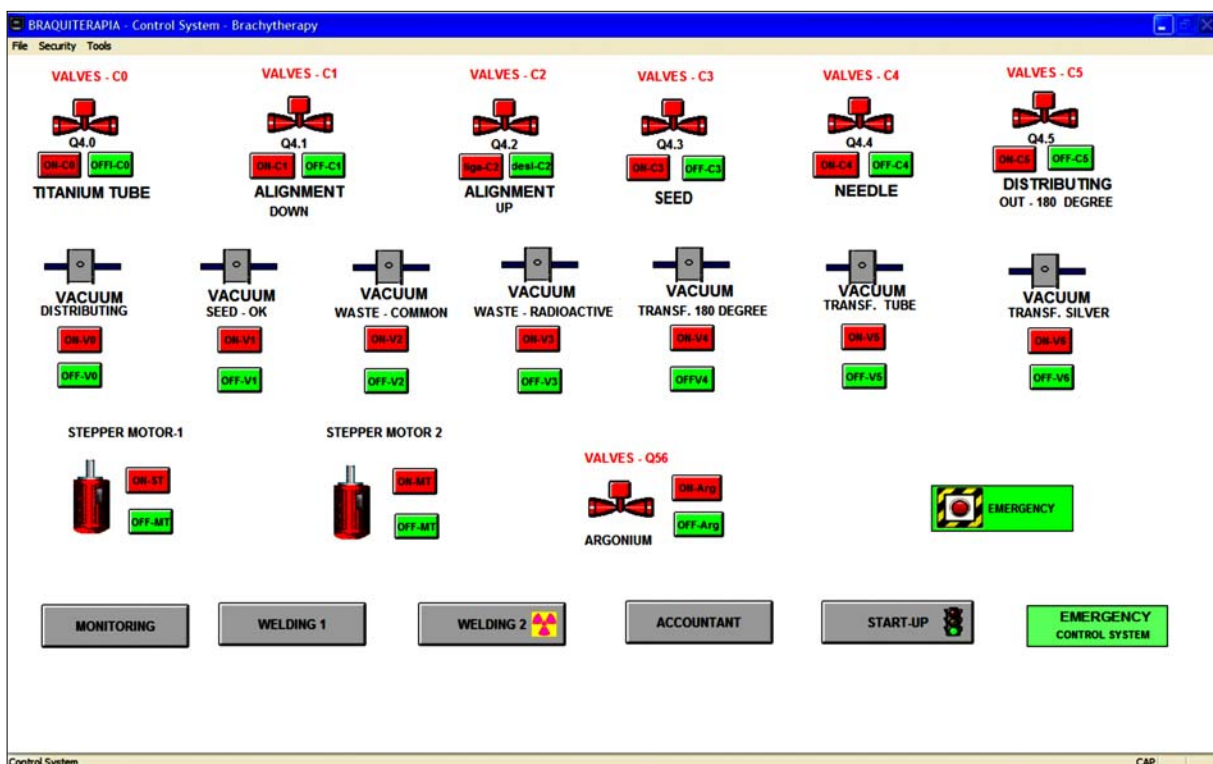 BRAQUITERAPIA - Control System - Brachytherapy
File Security Tools
VALVES - C0
VALVES - C1
VALVES - C2
VALVES - C3
VALVES - C4
VALVES - C5
Q4.0
Q4.1
Q4.2
Q4.3
Q4.4
Q4.5
ON-C0 OFFI-C0
ON-C1 OFF-C1
liga-C2 desl-C2
ON-C3 OFF-C3
ON-C4 OFF-C4
ON-C5 OFF-C5
TITANIUM TUBE
ALIGNMENT
DOWN
ALIGNMENT
UP
SEED
NEEDLE
DISTRIBUTING
OUT - 180 DEGREE
VACUUM
DISTRIBUTING
VACUUM
SEED - OK
VACUUM
WASTE - COMMON
VACUUM
WASTE - RADIOACTIVE
VACUUM
TRANSF. 180 DEGREE
VACUUM
TRANSF. TUBE
VACUUM
TRANSF. SILVER
ON-V0
ON-V1
ON-V2
ON-V3
ON-V4
ON-V5
ON-V6
OFF-V0
OFF-V1
OFF-V2
OFF-V3
OFFV4
OFF-V5
OFF-V6
STEPPER MOTOR-1
ON-ST
OFF-MT
STEPPER MOTOR 2
ON-MT
OFF-MT
VALVES - Q56
ON-Arg
OFF-Arg
ARGONIUM
EMERGENCY
MONITORING
WELDING 1
WELDING 2
ACCOUNTANT
START-UP
EMERGENCY
CONTROL SYSTEM
Control System
CAP